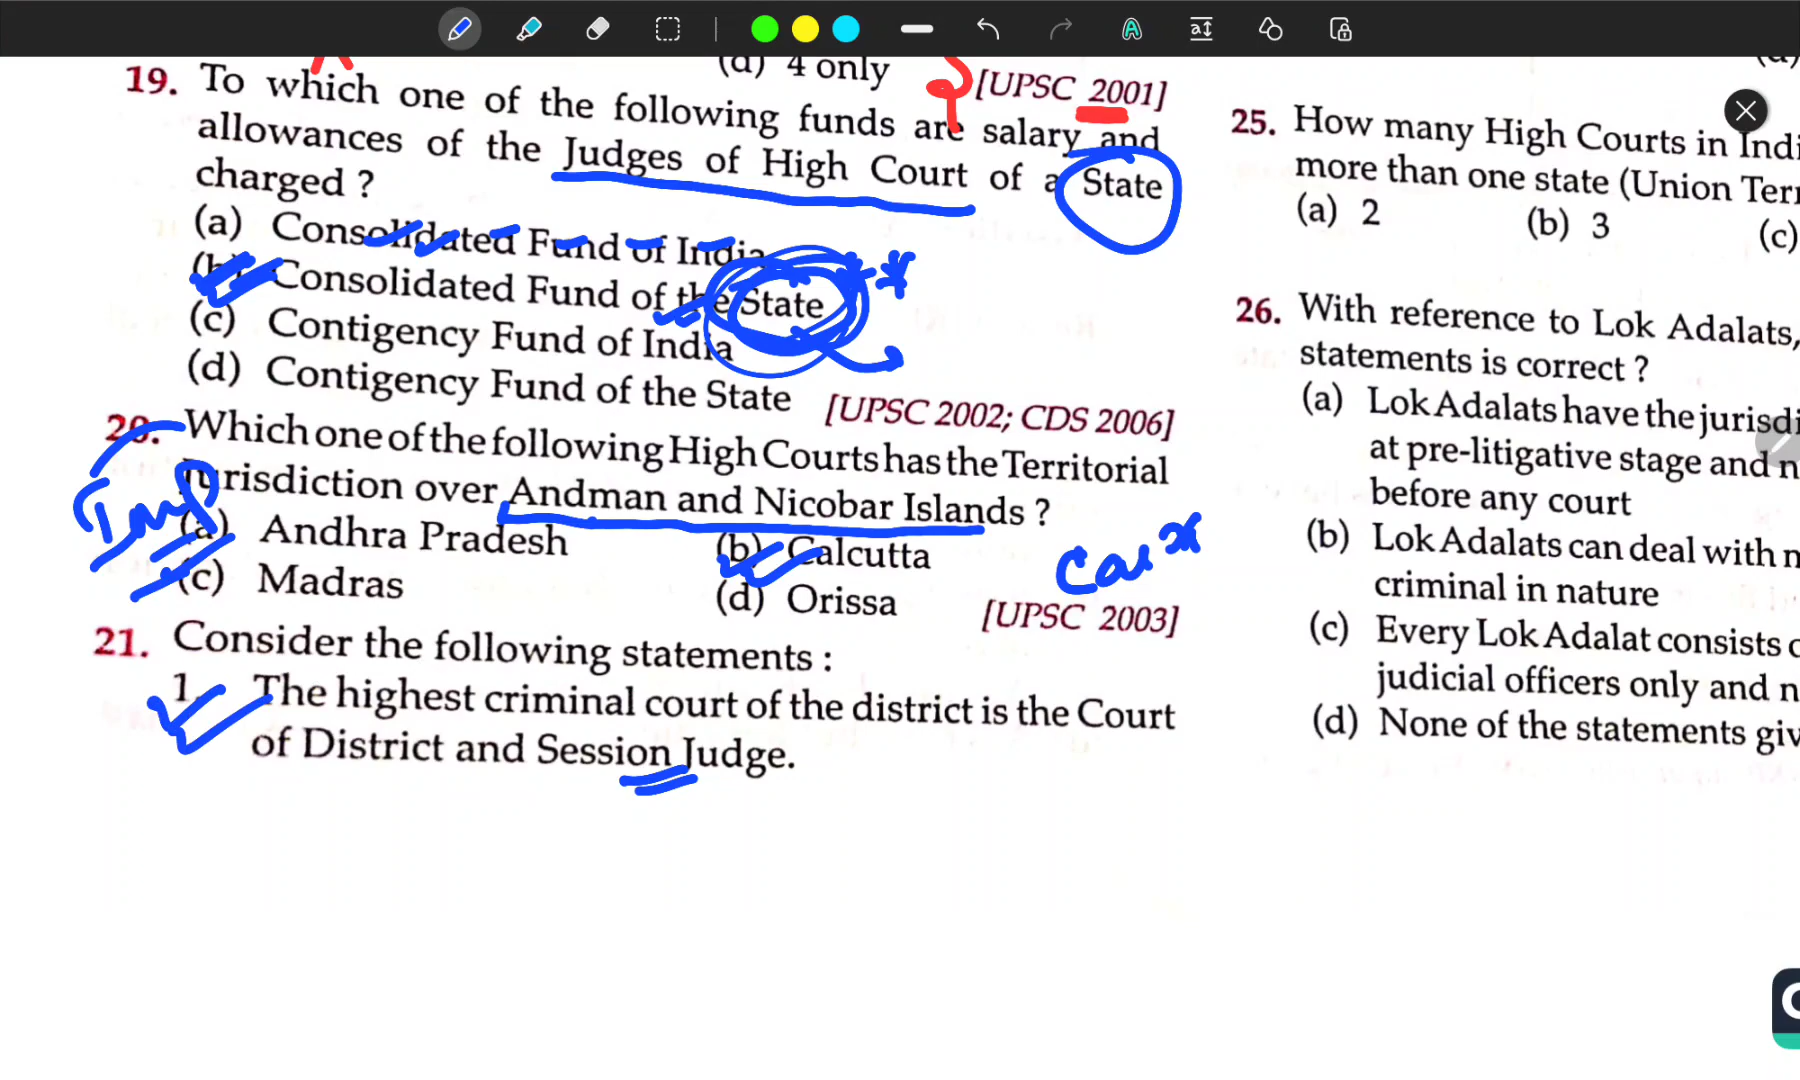 (d) 4 only
[UPSC 2001]
19. To which one of the following funds are salary and
allowances of the Judges of High Court of a State
charged ?
(a) Consolidated Fund of India
(b) Consolidated Fund of the State
(c) Contigency Fund of India
(d) Contigency Fund of the State
[UPSC 2002; CDS 2006]
20. Which one of the following High Courts has the Territorial
Jurisdiction over Andman and Nicobar Islands ?
Imp
(a) Andhra Pradesh (b) Calcutta
(c) Madras (d) Orissa
[UPSC 2003]
21. Consider the following statements :
1. The highest criminal court of the district is the Court
of District and Session Judge.
25. How many High Courts in Indi
more than one state (Union Terr
(a) 2 (b) 3 (c)
26. With reference to Lok Adalats,
statements is correct ?
(a) Lok Adalats have the jurisdi
at pre-litigative stage and n
before any court
(b) Lok Adalats can deal with m
criminal in nature
(c) Every Lok Adalat consists o
judicial officers only and n
(d) None of the statements giv